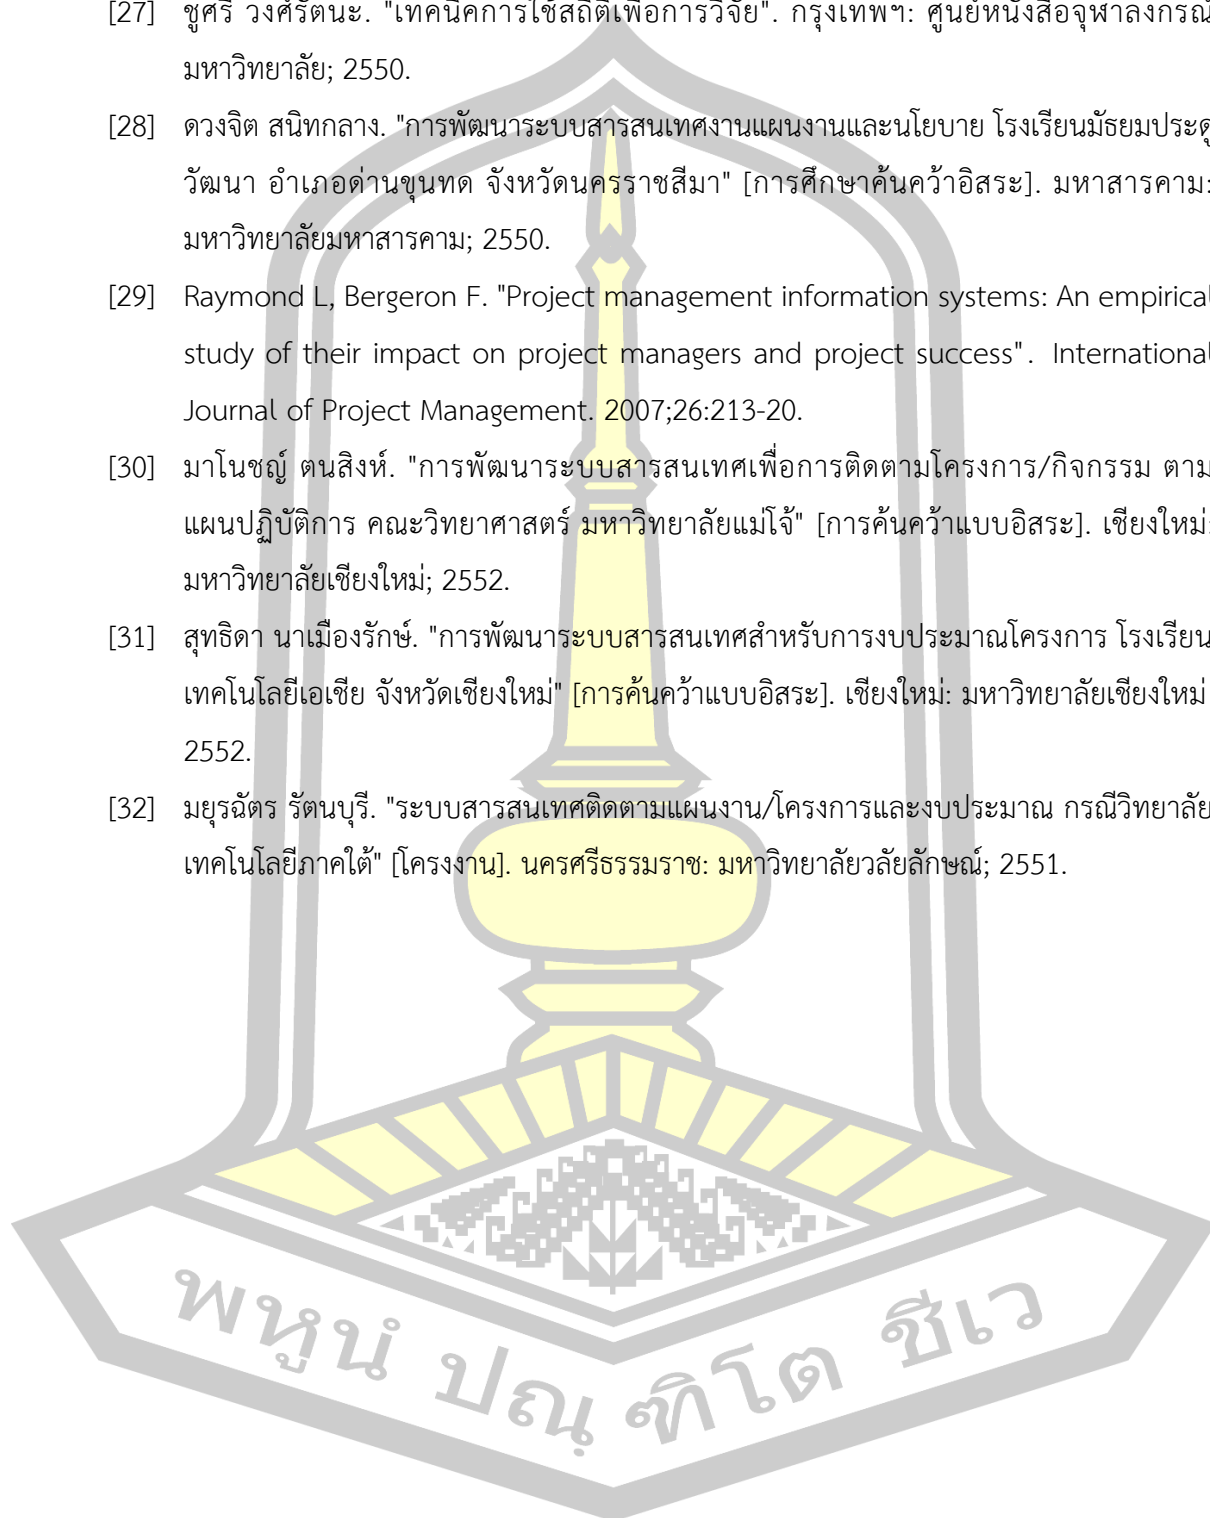 [27] ชูศรี วงศ์รัตนะ. "เทคนิคการใช้สถิติเพื่อการวิจัย". กรุงเทพฯ: ศูนย์หนังสือจุฬาลงกรณ์
มหาวิทยาลัย; 2550.
[28] ดวงจิต สนิทกลาง. "การพัฒนาระบบสารสนเทศงานแผนงานและนโยบาย โรงเรียนมัธยมประดู่
วัฒนา อำเภอด่านขุนทด จังหวัดนครราชสีมา" [การศึกษาค้นคว้าอิสระ]. มหาสารคาม:
มหาวิทยาลัยมหาสารคาม; 2550.
[29] Raymond L, Bergeron F. "Project management information systems: An empirical
study of their impact on project managers and project success". International
Journal of Project Management. 2007;26:213-20.
[30] มาโนชญ์ ตนสิงห์. "การพัฒนาระบบสารสนเทศเพื่อการติดตามโครงการ/กิจกรรม ตาม
แผนปฏิบัติการ คณะวิทยาศาสตร์ มหาวิทยาลัยแม่โจ้" [การค้นคว้าแบบอิสระ]. เชียงใหม่:
มหาวิทยาลัยเชียงใหม่; 2552.
[31] สุทธิดา นาเมืองรักษ์. "การพัฒนาระบบสารสนเทศสำหรับการงบประมาณโครงการ โรงเรียน
เทคโนโลยีเอเชีย จังหวัดเชียงใหม่" [การค้นคว้าแบบอิสระ]. เชียงใหม่: มหาวิทยาลัยเชียงใหม่
2552.
[32] มยุรฉัตร รัตนบุรี. "ระบบสารสนเทศติดตามแผนงาน/โครงการและงบประมาณ กรณีวิทยาลัย
เทคโนโลยีภาคใต้" [โครงงาน]. นครศรีธรรมราช: มหาวิทยาลัยวลัยลักษณ์; 2551.
พหูนํ ปณฺฑิโต ชีเว